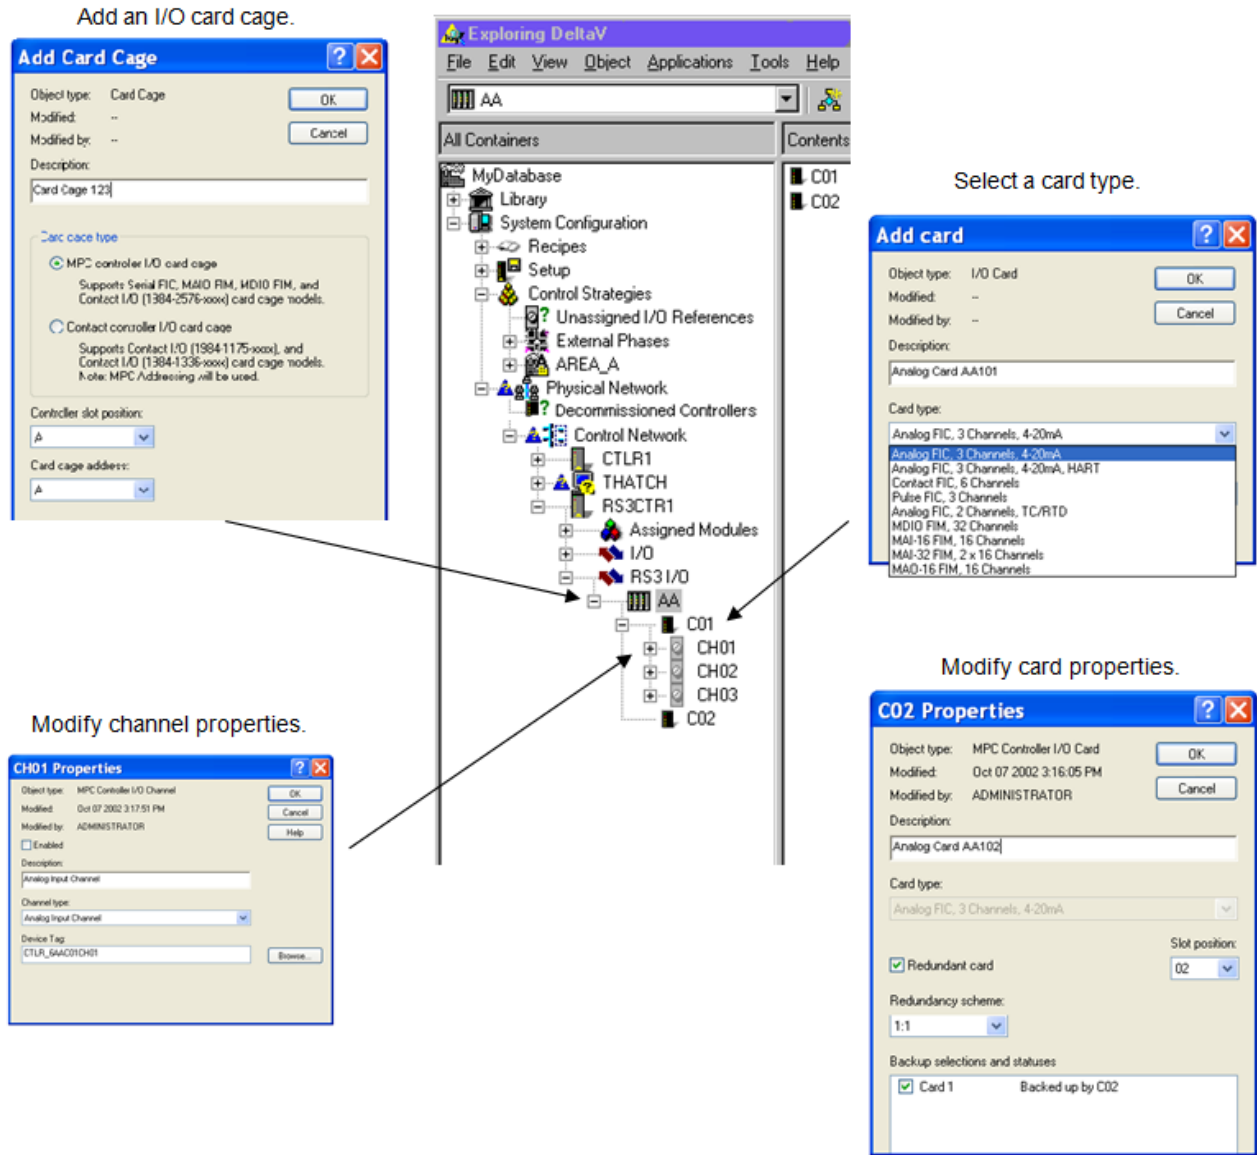 Add an I/O card cage.
Add Card Cage
Object type: Card Cage
Modified: --
Modified by: --
OK
Cancel
Description:
Card Cage 123
Card cage type
MPC controller I/O card cage
Supports Serial FIC, MAIO FIM, MDIO FIM, and
Contact I/O (1984-2576-xxxx) card cage models.
Contact controller I/O card cage
Supports Contact I/O (1984-1175-xxxx), and
Contact I/O (1984-1336-xxxx) card cage models.
Note: MPC Addressing will be used.
Controller slot position:
A
Card cage address:
A
Exploring DeltaV
File Edit View Object Applications Tools Help
AA
All Containers
Contents
MyDatabase
Library
System Configuration
Recipes
Setup
Control Strategies
Unassigned I/O References
External Phases
AREA_A
Physical Network
Decommissioned Controllers
Control Network
CTLR1
THATCH
RS3CTR1
Assigned Modules
I/O
RS3 I/O
AA
C01
CH01
CH02
CH03
C02
C01
C02
Select a card type.
Add card
Object type: I/O Card
Modified: --
Modified by: --
OK
Cancel
Description:
Analog Card AA101
Card type:
Analog FIC, 3 Channels, 4-20mA
Analog FIC, 3 Channels, 4-20mA
Analog FIC, 3 Channels, 4-20mA, HART
Contact FIC, 6 Channels
Pulse FIC, 3 Channels
Analog FIC, 2 Channels, TC/RTD
MDIO FIM, 32 Channels
MAI-16 FIM, 16 Channels
MAI-32 FIM, 2 x 16 Channels
MAO-16 FIM, 16 Channels
Modify channel properties.
CH01 Properties
Object type: MPC Controller I/O Channel
Modified: Oct 07 2002 3:17:51 PM
Modified by: ADMINISTRATOR
OK
Cancel
Help
Enabled
Description:
Analog Input Channel
Channel type:
Analog Input Channel
Device Tag:
CTLR_6AAC01CH01
Browse...
Modify card properties.
C02 Properties
Object type: MPC Controller I/O Card
Modified: Oct 07 2002 3:16:05 PM
Modified by: ADMINISTRATOR
OK
Cancel
Description:
Analog Card AA102
Card type:
Analog FIC, 3 Channels, 4-20mA
Slot position:
Redundant card
02
Redundancy scheme:
1:1
Backup selections and statuses
Card 1 Backed up by C02